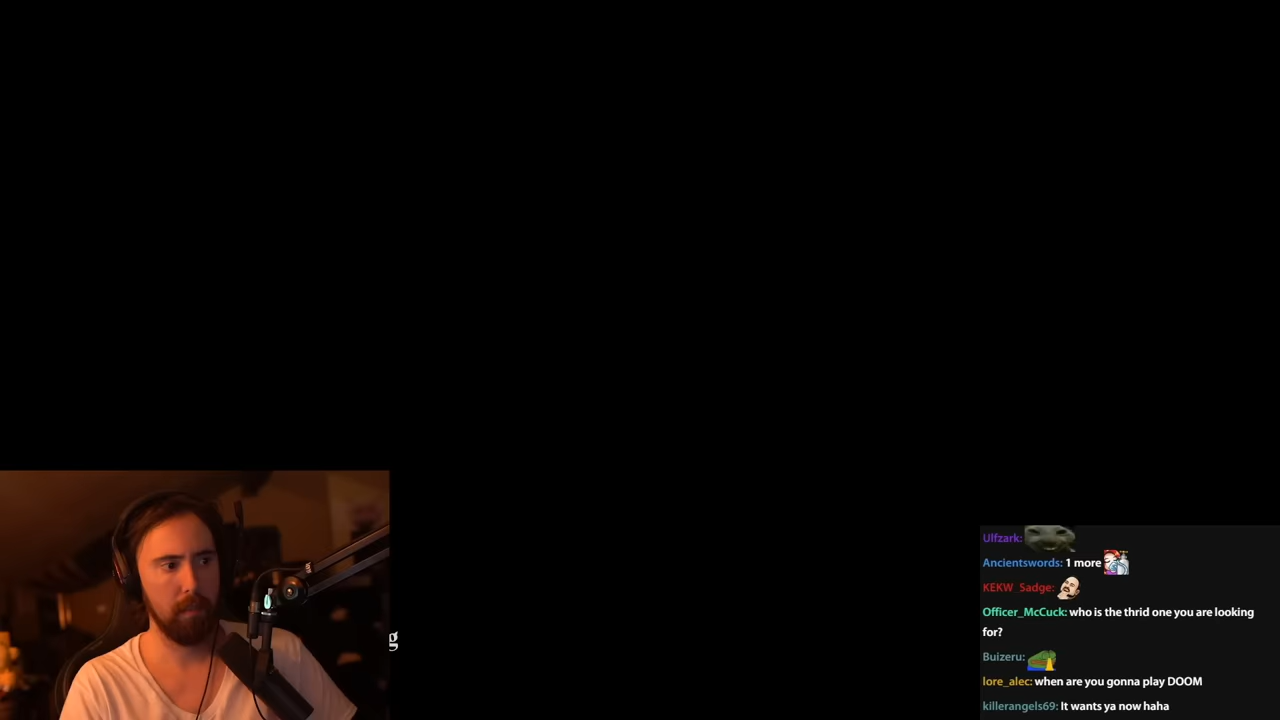 g
Ulfzark:
Ancientswords: 1 more
KEKW_Sadge:
Officer_McCuck: who is the thrid one you are looking
for?
Buizeru:
lore_alec: when are you gonna play DOOM
killerangels69: It wants ya now haha